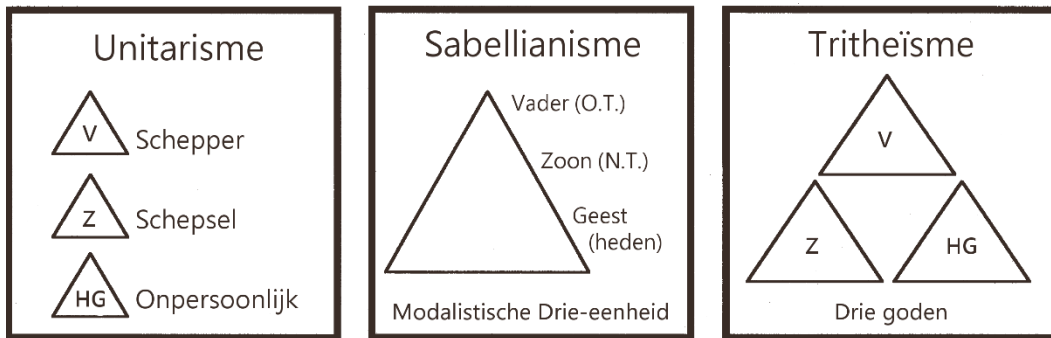 Unitarisme
V
Schepper
Z
Schepsel
HG
Onpersoonlijk
Sabellianisme
Vader (O.T.)
Zoon (N.T.)
Geest
(heden)
Modalistische Drie-eenheid
Tritheïsme
V
Z
HG
Drie goden